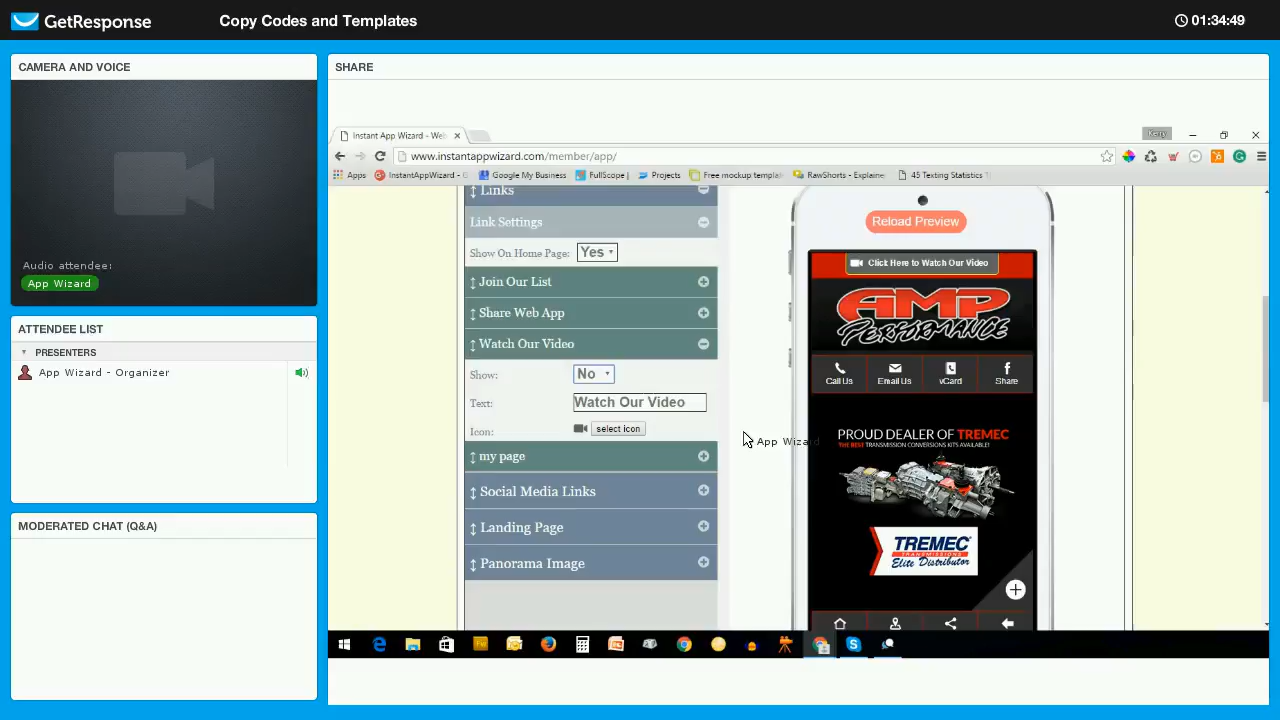 GetResponse
Copy Codes and Templates
01:34:49
CAMERA AND VOICE
Audio attendee:
App Wizard
ATTENDEE LIST
PRESENTERS
App Wizard - Organizer
MODERATED CHAT (Q&A)
SHARE
Instant App Wizard - Web
Kerry
www.instantappwizard.com/member/app/
Apps
InstantAppWizard - G
Google My Business
FullScope |
Projects
Free mockup templat
RawShorts - Explaine
45 Testing Statistics T
Links
Link Settings
Show On Home Page:
Yes
Join Our List
Share Web App
Watch Our Video
Show:
No
Text:
Watch Our Video
Icon:
select icon
my page
Social Media Links
Landing Page
Panorama Image
App Wizard
Reload Preview
Click Here to Watch Our Video
AMP
PERFORMANCE
Call Us
Email Us
vCard
Share
PROUD DEALER OF TREMEC
THE BEST TRANSMISSION CONVERSIONS KITS AVAILABLE!
TREMEC
TRANSMISSIONS
Elite Distributor